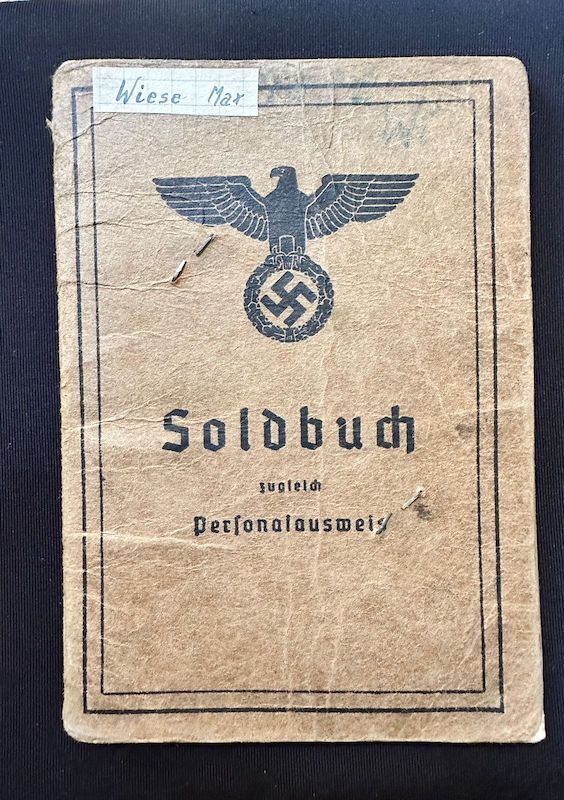 Wiese Max
Soldbuch
zugleich
Personalausweis